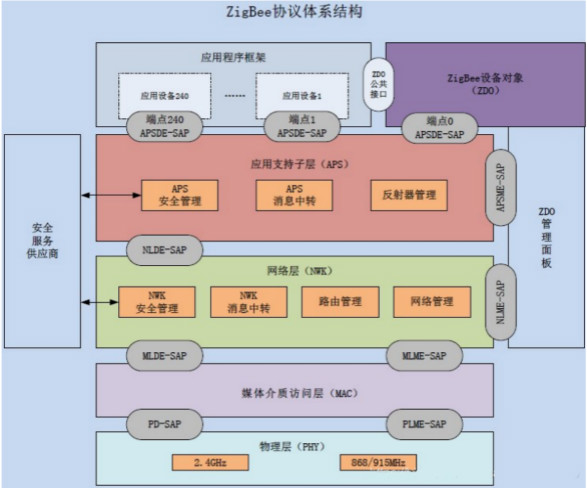 ZigBee协议体系结构
应用程序框架
应用设备240
……
应用设备1
ZDO
公共
接口
ZigBee设备对象
(ZDO)
端点240
APSDE-SAP
端点1
APSDE-SAP
端点0
APSDE-SAP
应用支持子层(APS)
APS
安全管理
APS
消息中转
反射器管理
APSME-SAP
安全
服务
供应商
ZDO
管理
面板
NLDE-SAP
网络层(NWK)
NWK
安全管理
NWK
消息中转
路由管理
网络管理
NLME-SAP
MLDE-SAP
MLME-SAP
媒体介质访问层(MAC)
PD-SAP
PLME-SAP
物理层(PHY)
2.4GHz
868/915MHz